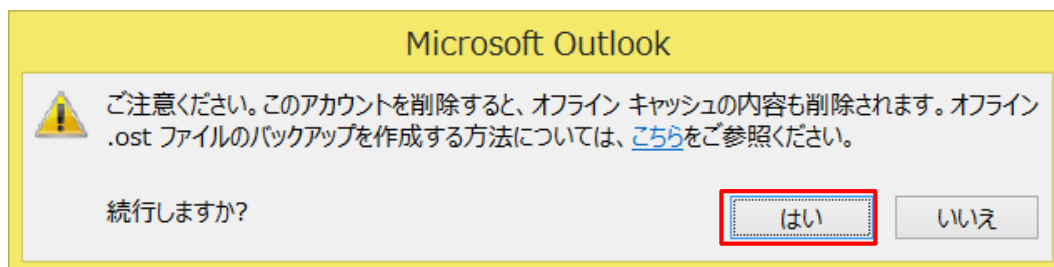 Microsoft Outlook
ご注意ください。このアカウントを削除すると、オフライン キャッシュの内容も削除されます。オフライン
.ost ファイルのバックアップを作成する方法については、こちらをご参照ください。
続行しますか?
はい
いいえ